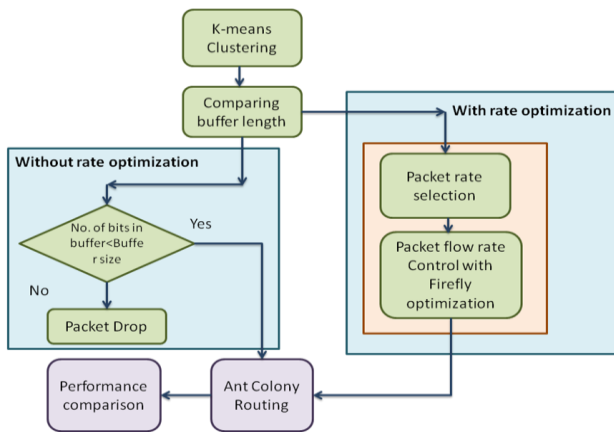 K-means
Clustering
Comparing
buffer length
With rate optimization
Without rate optimization
Packet rate
selection
No. of bits in
buffer<Buffe
r size
Yes
Packet flow rate
Control with
Firefly
optimization
No
Packet Drop
Performance
comparison
Ant Colony
Routing